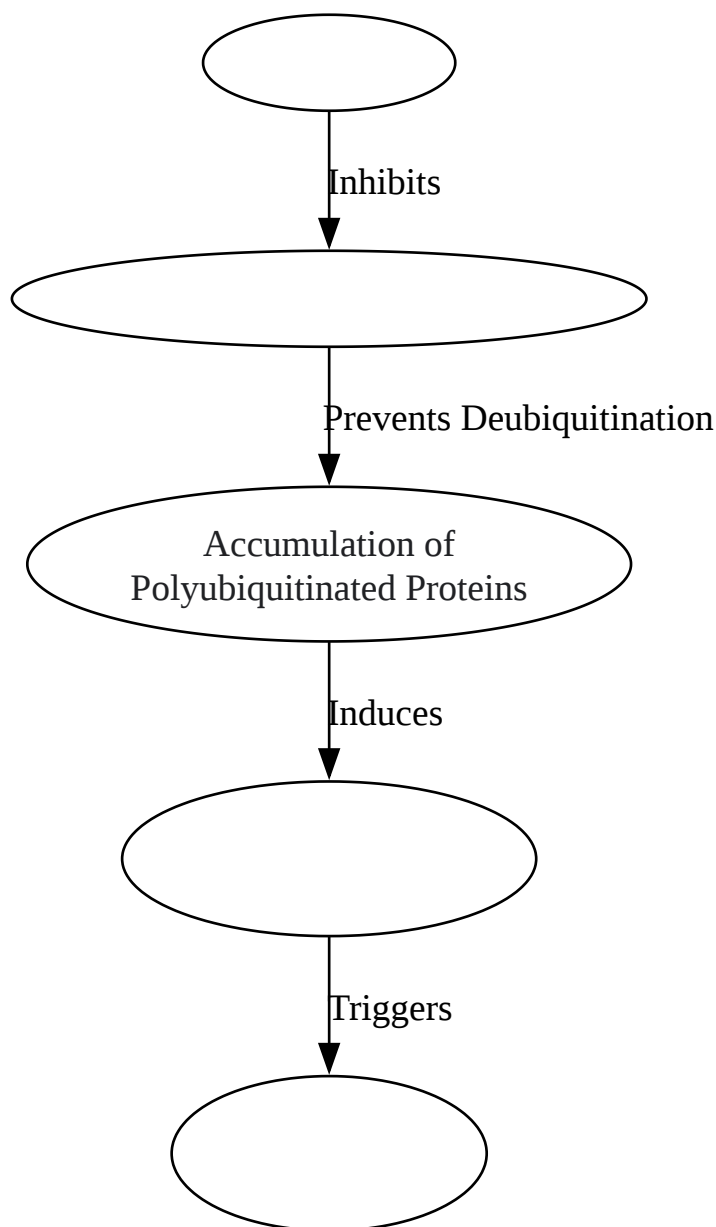 Inhibits
Prevents Deubiquitination
Accumulation of
Polyubiquitinated Proteins
Induces
Triggers